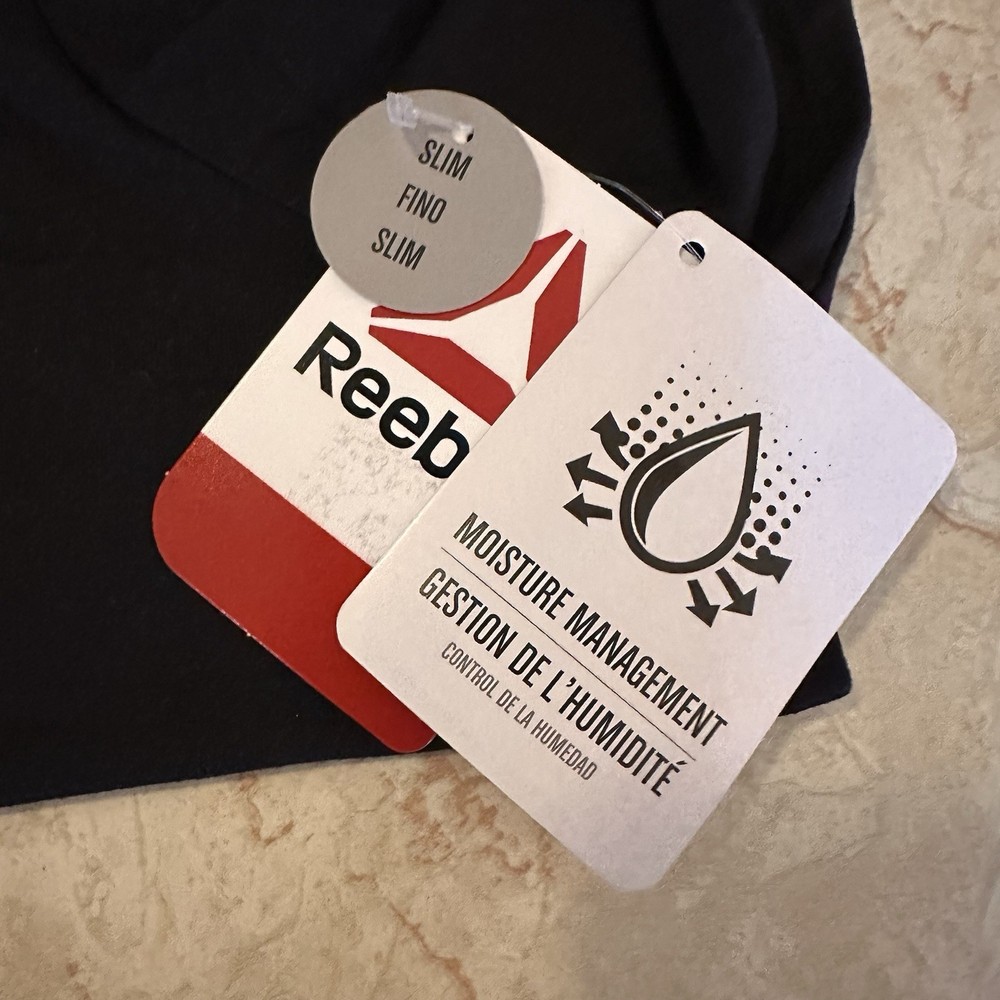 SLIM
FINO
SLIM
Reeb
MOISTURE MANAGEMENT
GESTION DE L'HUMIDITÉ
CONTROL DE LA HUMEDAD